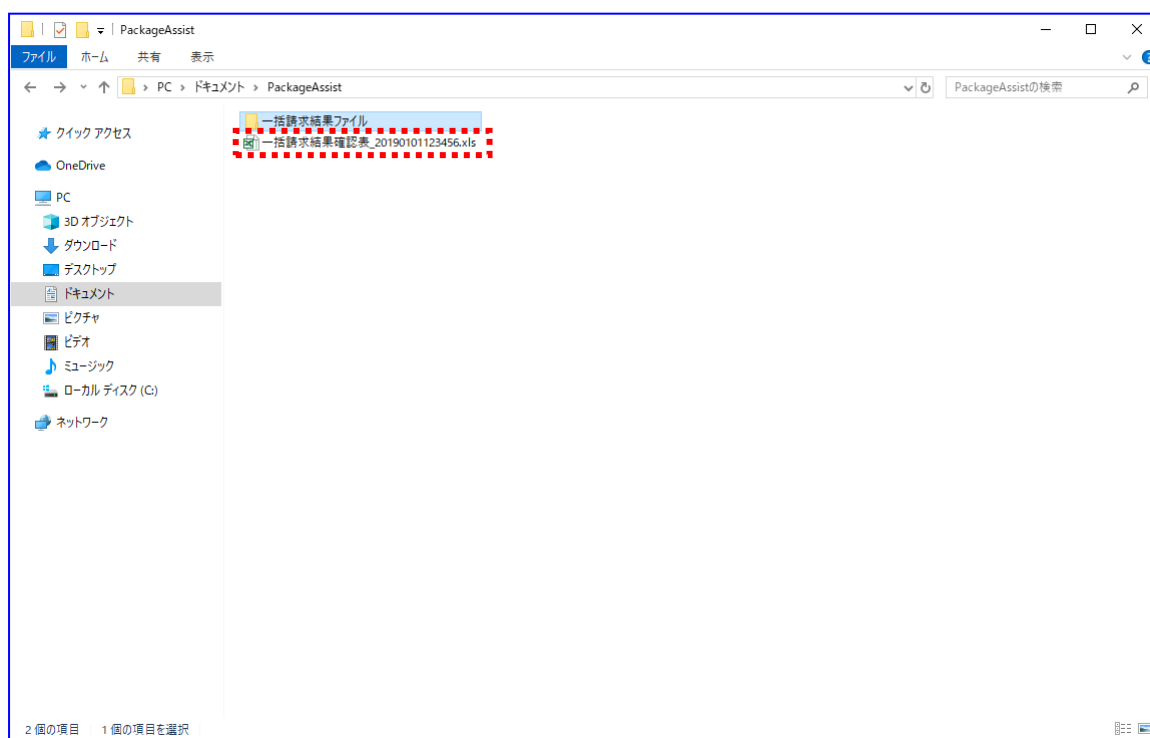 PackageAssist
ファイル ホーム 共有 表示
PC ドキュメント PackageAssist PackageAssistの検索
クイック アクセス
OneDrive
PC
3D オブジェクト
ダウンロード
デスクトップ
ドキュメント
ピクチャ
ビデオ
ミュージック
ローカル ディスク (C:)
ネットワーク
一括請求結果ファイル
一括請求結果確認表_20190101123456.xls
2 個の項目 1 個の項目を選択